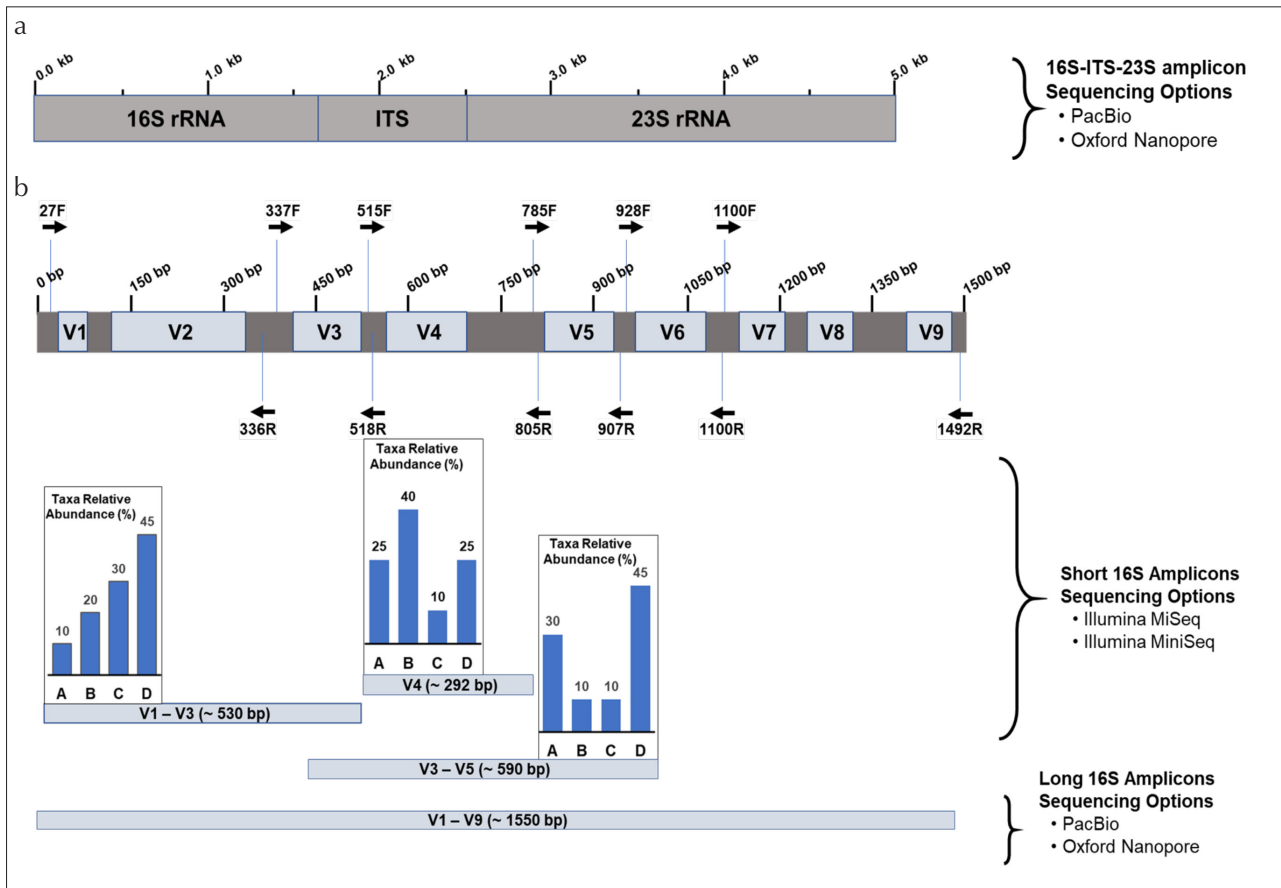 a
0.0 kb
1.0 kb
2.0 kb
3.0 kb
4.0 kb
5.0 kb
16S rRNA
ITS
23S rRNA
16S-ITS-23S amplicon
Sequencing Options
• PacBio
• Oxford Nanopore
b
27F
337F
515F
785F
928F
1100F
0 bp
150 bp
300 bp
450 bp
600 bp
750 bp
900 bp
1050 bp
1200 bp
1350 bp
1500 bp
V1
V2
V3
V4
V5
V6
V7
V8
V9
336R
518R
805R
907R
1100R
1492R
Taxa Relative
Abundance (%)
10
20
30
45
A B C D
V1 – V3 (~ 530 bp)
Taxa Relative
Abundance (%)
25
40
10
25
A B C D
V4 (~ 292 bp)
Taxa Relative
Abundance (%)
30
10
10
45
A B C D
V3 – V5 (~ 590 bp)
Short 16S Amplicons
Sequencing Options
• Illumina MiSeq
• Illumina MiniSeq
V1 – V9 (~ 1550 bp)
Long 16S Amplicons
Sequencing Options
• PacBio
• Oxford Nanopore